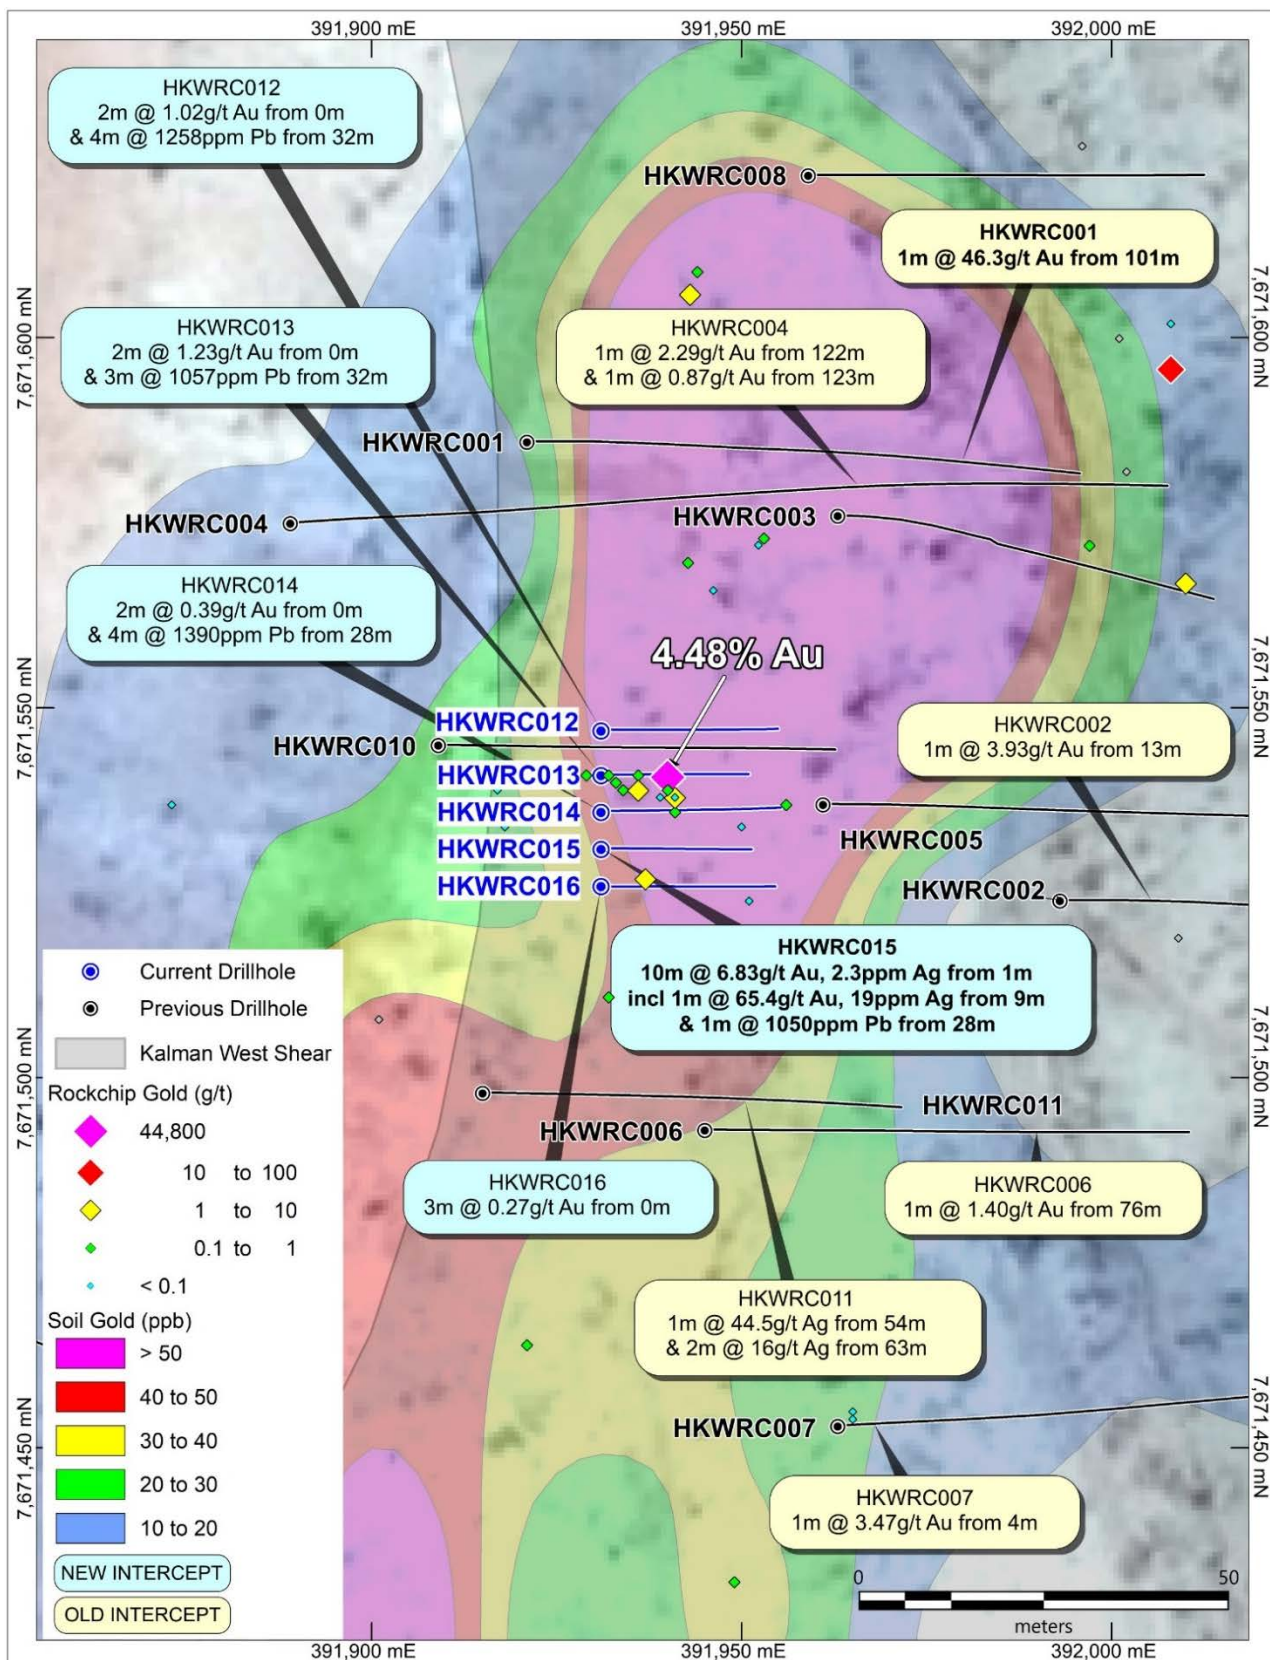 391,900 mE
391,950 mE
392,000 mE
HKWRC012
2m @ 1.02g/t Au from 0m
& 4m @ 1258ppm Pb from 32m
HKWRC008
HKWRC001
1m @ 46.3g/t Au from 101m
7,671,600 mN
7,671,600 mN
HKWRC013
2m @ 1.23g/t Au from 0m
& 3m @ 1057ppm Pb from 32m
HKWRC004
1m @ 2.29g/t Au from 122m
& 1m @ 0.87g/t Au from 123m
HKWRC001
HKWRC004
HKWRC003
HKWRC014
2m @ 0.39g/t Au from 0m
& 4m @ 1390ppm Pb from 28m
4.48% Au
7,671,550 mN
7,671,550 mN
HKWRC012
HKWRC010
HKWRC002
1m @ 3.93g/t Au from 13m
HKWRC013
HKWRC014
HKWRC005
HKWRC015
HKWRC016
HKWRC002
HKWRC015
10m @ 6.83g/t Au, 2.3ppm Ag from 1m
incl 1m @ 65.4g/t Au, 19ppm Ag from 9m
& 1m @ 1050ppm Pb from 28m
7,671,500 mN
7,671,500 mN
HKWRC011
HKWRC006
HKWRC016
3m @ 0.27g/t Au from 0m
HKWRC006
1m @ 1.40g/t Au from 76m
HKWRC011
1m @ 44.5g/t Ag from 54m
& 2m @ 16g/t Ag from 63m
HKWRC007
7,671,450 mN
7,671,450 mN
HKWRC007
1m @ 3.47g/t Au from 4m
Current Drillhole
Previous Drillhole
Kalman West Shear
Rockchip Gold (g/t)
44,800
10 to 100
1 to 10
0.1 to 1
< 0.1
Soil Gold (ppb)
> 50
40 to 50
30 to 40
20 to 30
10 to 20
NEW INTERCEPT
OLD INTERCEPT
0
50
meters
391,900 mE
391,950 mE
392,000 mE